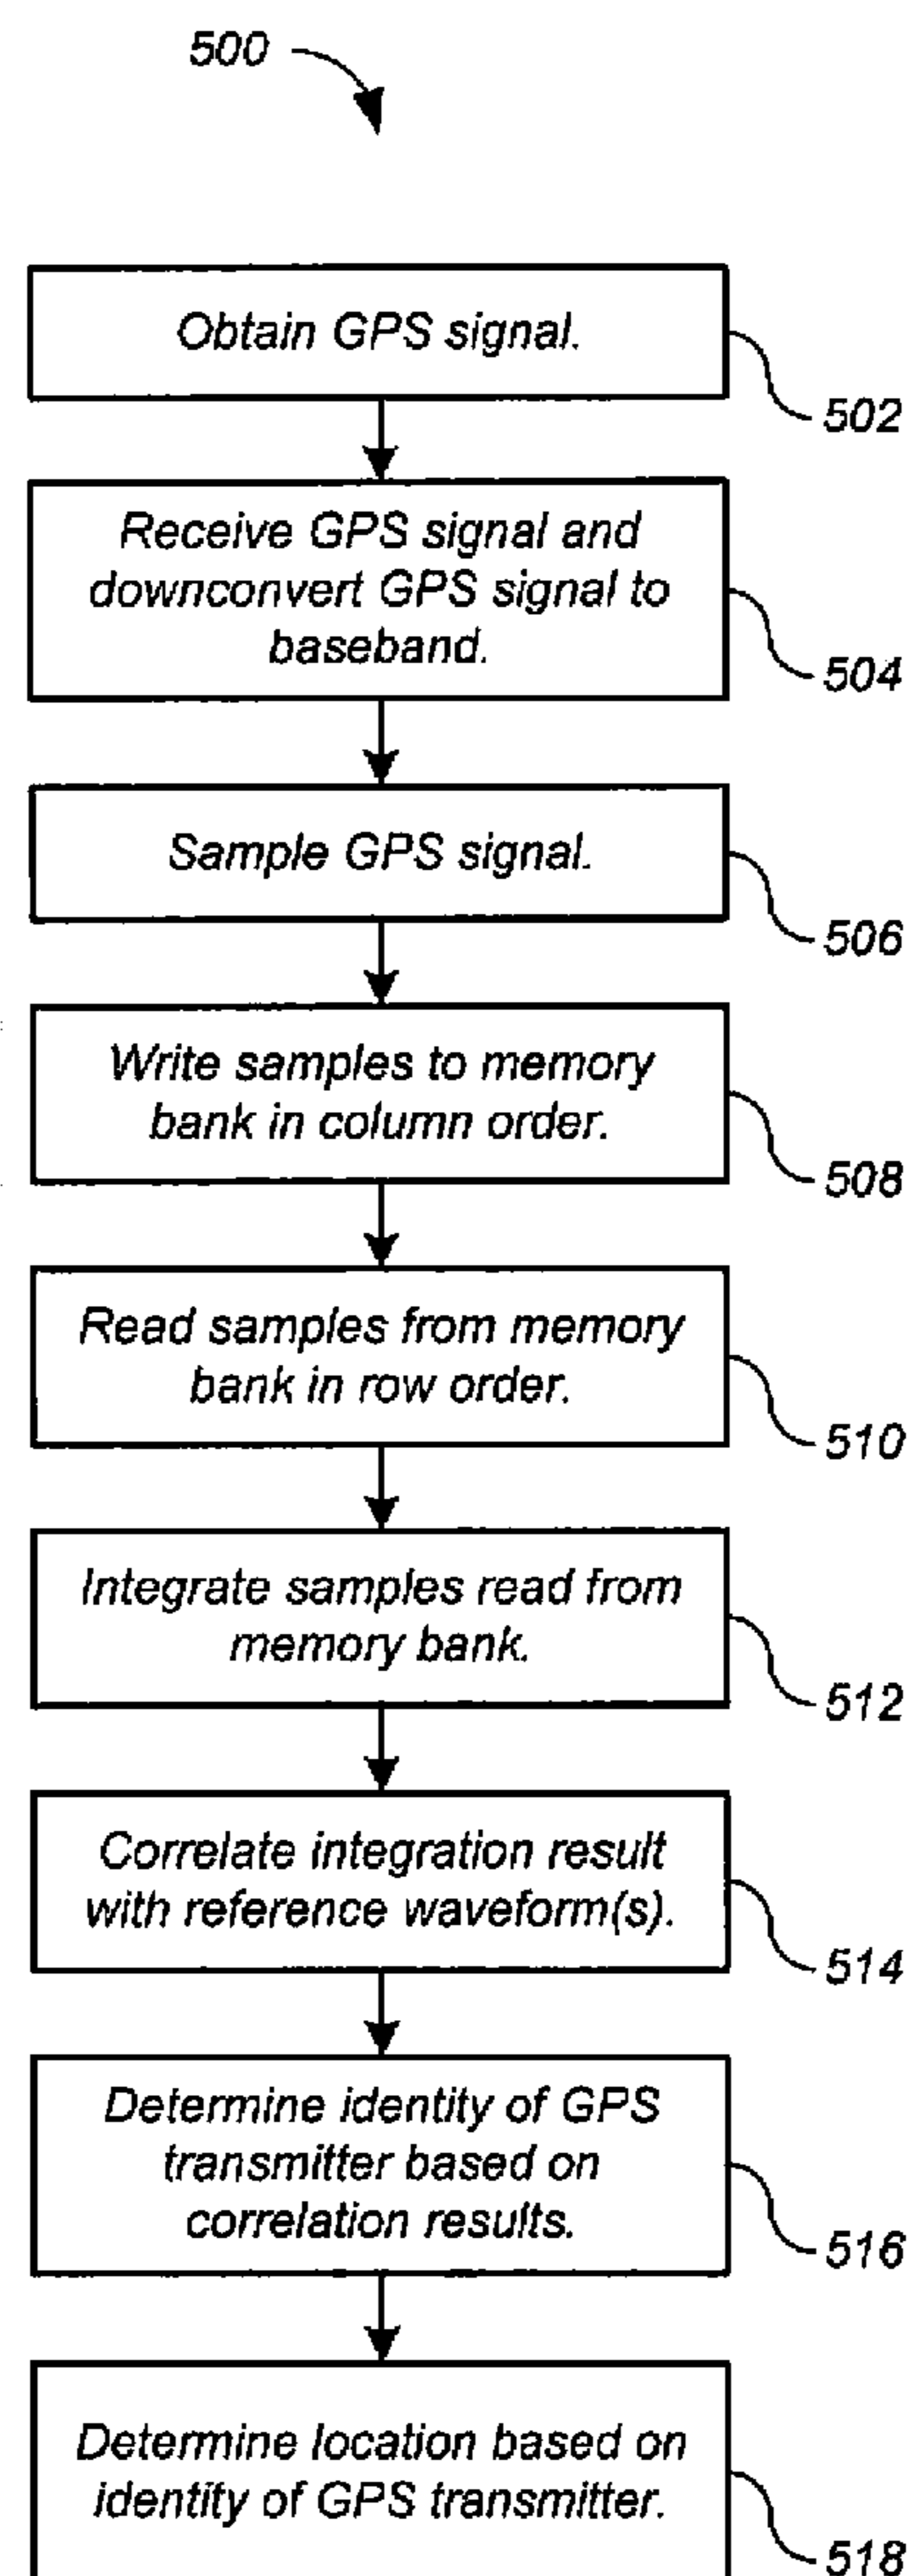 500
Obtain GPS signal.
502
Receive GPS signal and
downconvert GPS signal to
baseband.
504
Sample GPS signal.
506
Write samples to memory
bank in column order.
508
Read samples from memory
bank in row order.
510
Integrate samples read from
memory bank.
512
Correlate integration result
with reference waveform(s).
514
Determine identity of GPS
transmitter based on
correlation results.
516
Determine location based on
identity of GPS transmitter.
518